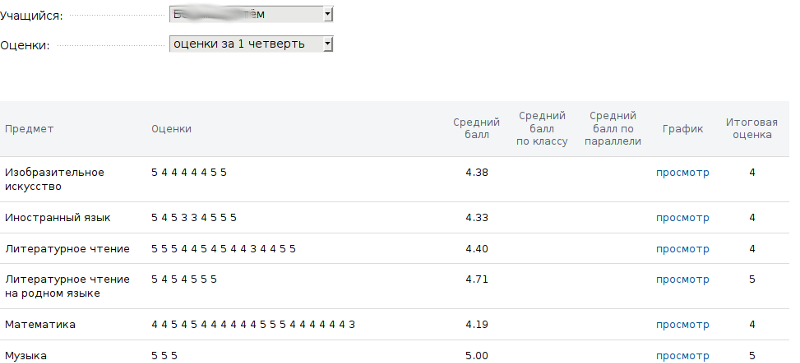 Учащийся:
Оценки: оценки за 1 четверть
Предмет Оценки Средний балл Средний балл по классу Средний балл по параллели График Итоговая оценка
Изобразительное искусство 5 4 4 4 4 4 5 5 4.38 просмотр 4
Иностранный язык 5 4 5 3 3 4 5 5 5 4.33 просмотр 4
Литературное чтение 5 5 5 4 4 5 4 5 4 4 3 4 4 5 5 4.40 просмотр 4
Литературное чтение на родном языке 5 4 5 4 5 5 5 4.71 просмотр 5
Математика 4 4 5 4 5 4 4 4 4 4 4 5 5 5 4 4 4 4 4 4 3 4.19 просмотр 4
Музыка 5 5 5 5.00 просмотр 5